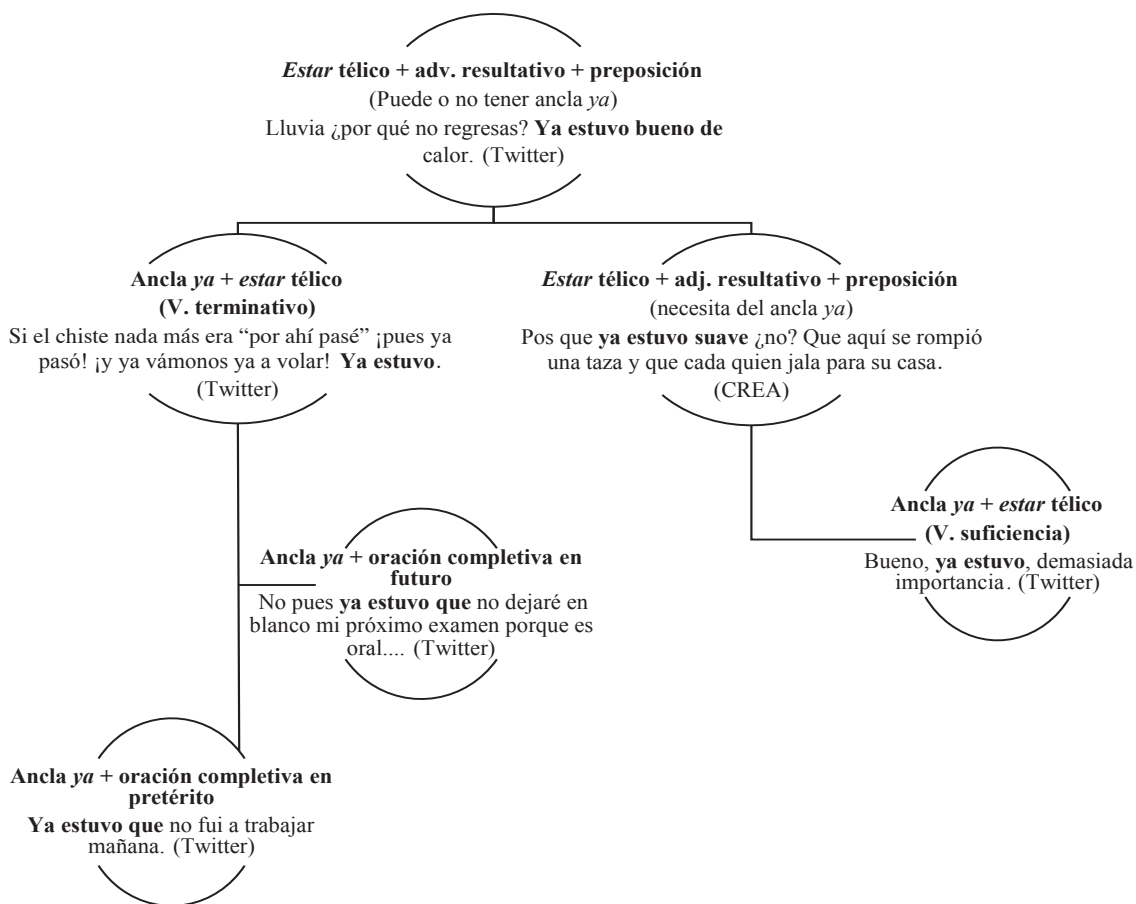 Estar télico + adv. resultativo + preposición
(Puede o no tener ancla ya)
Lluvia ¿por qué no regresas? Ya estuvo bueno de
calor. (Twitter)
Ancla ya + estar télico
(V. terminativo)
Si el chiste nada más era “por ahí pasé” ¡pues ya
pasó! ¡y ya vámonos ya a volar! Ya estuvo.
(Twitter)
Estar télico + adj. resultativo + preposición
(necesita del ancla ya)
Pos que ya estuvo suave ¿no? Que aquí se rompió
una taza y que cada quien jala para su casa.
(CREA)
Ancla ya + estar télico
(V. suficiencia)
Bueno, ya estuvo, demasiada
importancia. (Twitter)
Ancla ya + oración completiva en
futuro
No pues ya estuvo que no dejaré en
blanco mi próximo examen porque es
oral.... (Twitter)
Ancla ya + oración completiva en
pretérito
Ya estuvo que no fui a trabajar
mañana. (Twitter)